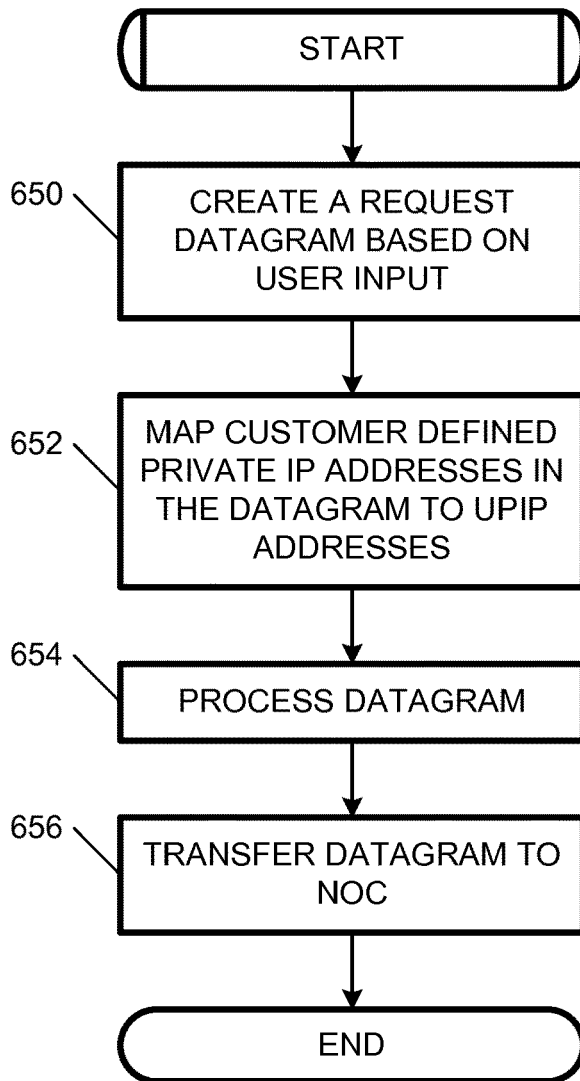 START
650
CREATE A REQUEST
DATAGRAM BASED ON
USER INPUT
652
MAP CUSTOMER DEFINED
PRIVATE IP ADDRESSES IN
THE DATAGRAM TO UPIP
ADDRESSES
654
PROCESS DATAGRAM
656
TRANSFER DATAGRAM TO
NOC
END